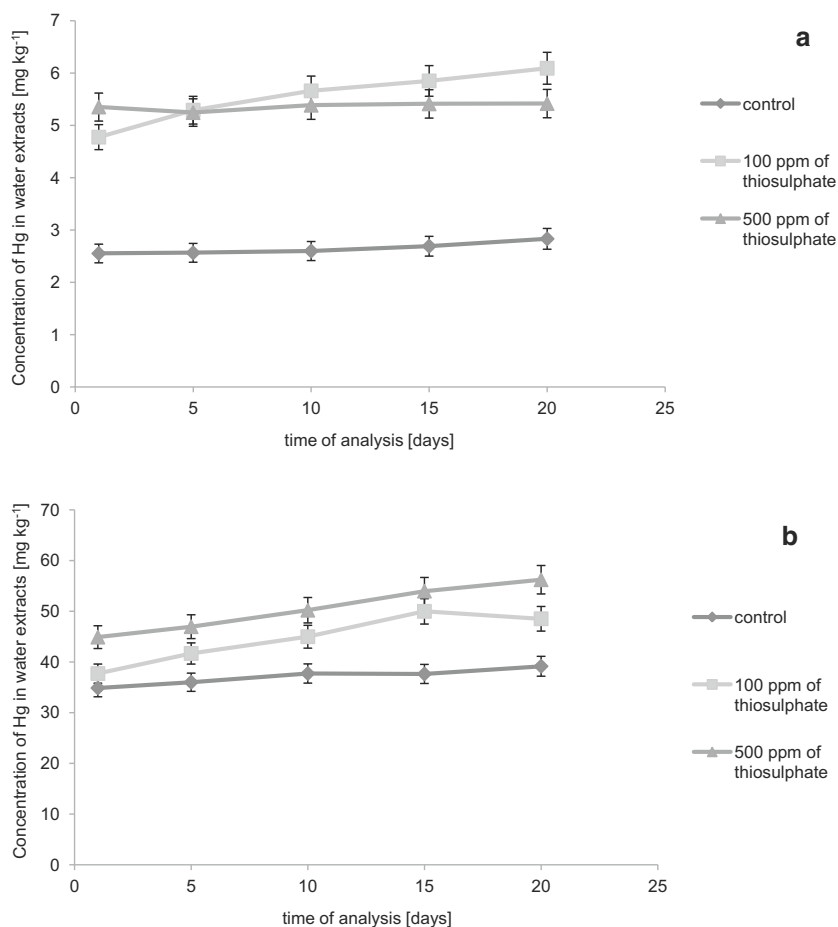 a
7
6
5
4
3
2
1
0
Concentration of Hg in water extracts [mg kg-1]
0 5 10 15 20 25
time of analysis [days]
control
100 ppm of
thiosulphate
500 ppm of
thiosulphate
b
70
60
50
40
30
20
10
0
Concentration of Hg in water extracts [mg kg-1]
0 5 10 15 20 25
time of analysis [days]
control
100 ppm of
thiosulphate
500 ppm of
thiosulphate